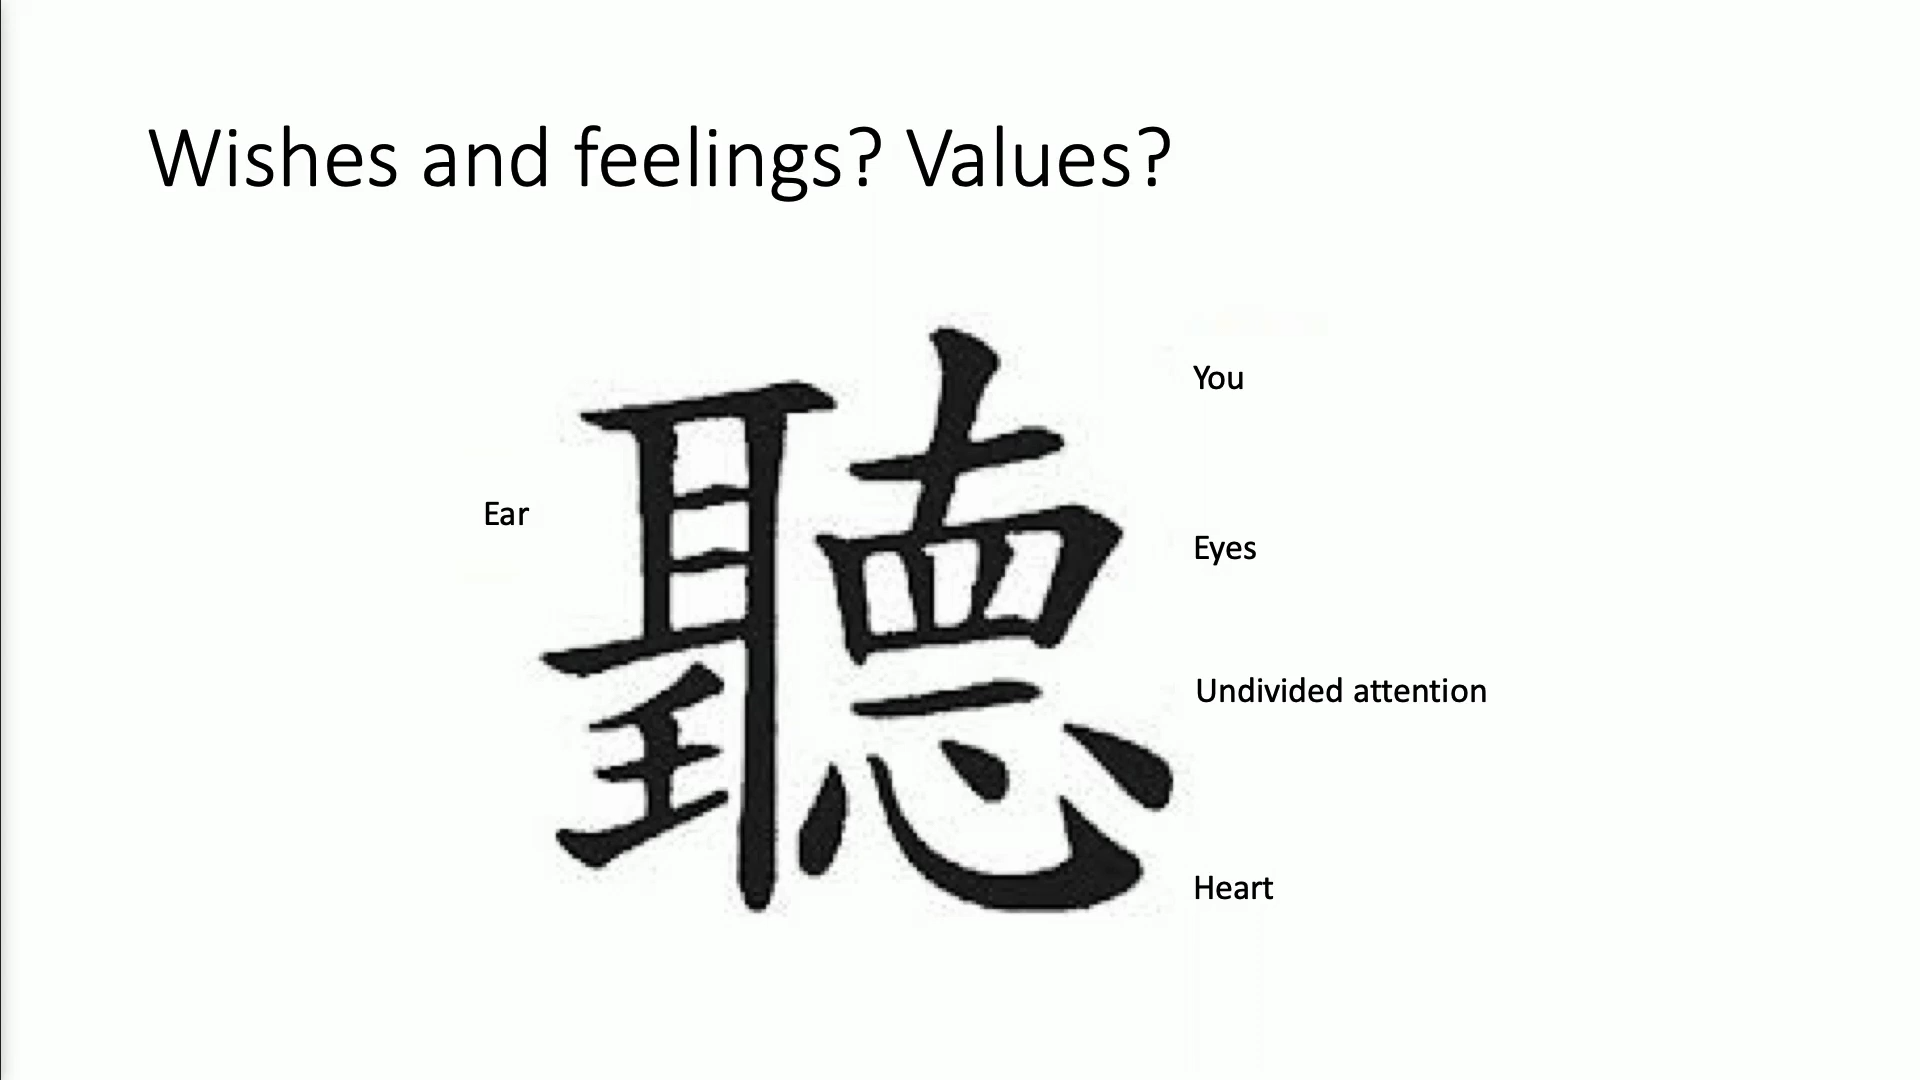 Wishes and feelings? Values?
聽
You
Ear
Eyes
Undivided attention
Heart